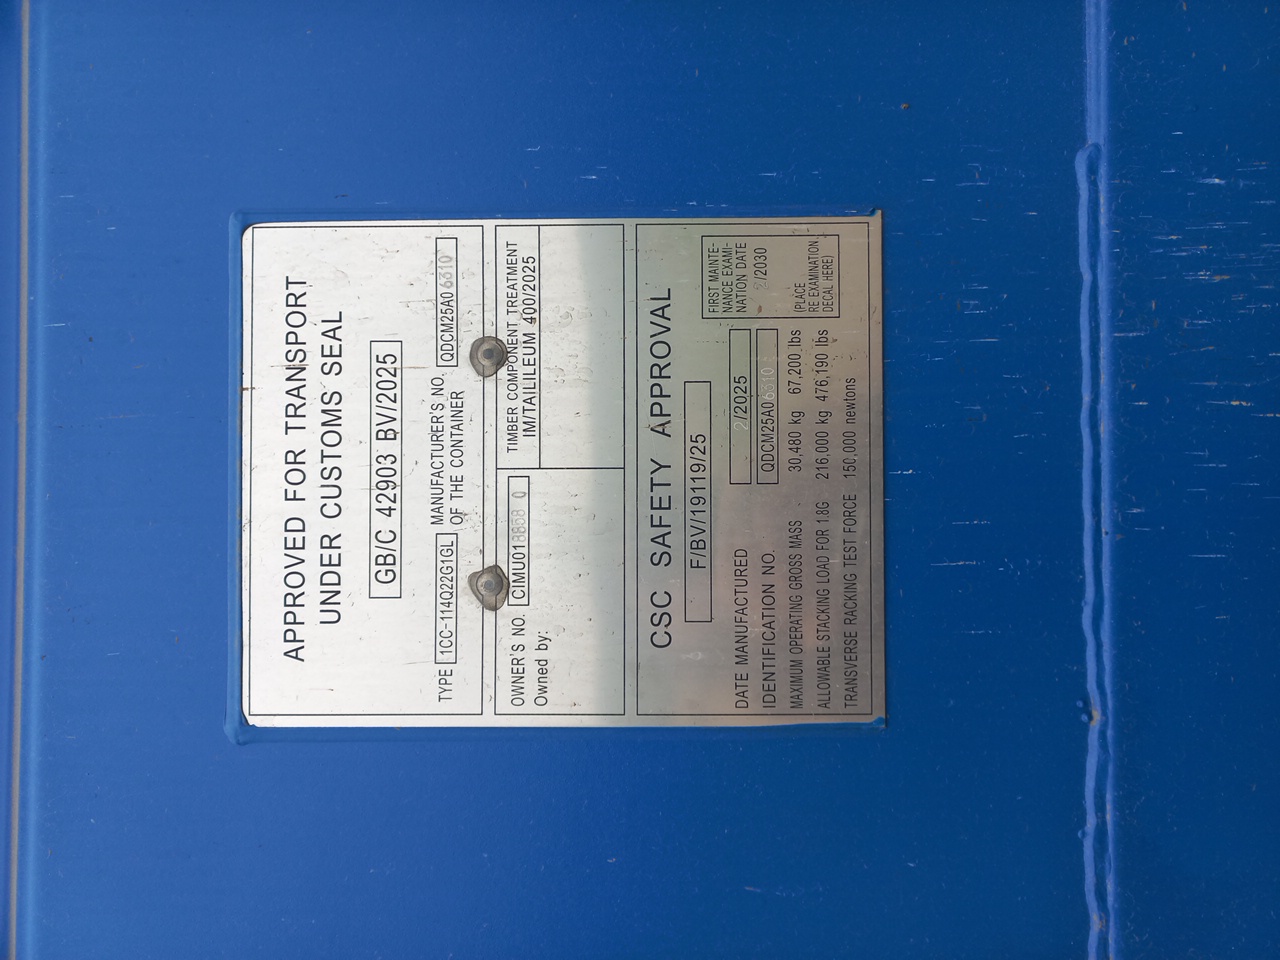 APPROVED FOR TRANSPORT
UNDER CUSTOMS SEAL
GB/C 42903 BV/2025
TYPE 1CC-114Q22G1GL MANUFACTURER'S NO. OF THE CONTAINER QDCM25A06310
OWNER'S NO. CIMU018868 0
Owned by:
TIMBER COMPONENT TREATMENT
IM/TAILILEUM 400/2025
CSC SAFETY APPROVAL
F/BV/19119/25
DATE MANUFACTURED 2/2025
IDENTIFICATION NO. QDCM25A06310
MAXIMUM OPERATING GROSS MASS 30,480 kg 67,200 lbs
ALLOWABLE STACKING LOAD FOR 1.8G 216,000 kg 476,190 lbs
TRANSVERSE RACKING TEST FORCE 150,000 newtons
FIRST MAINTE-
NANCE EXAMI-
NATION DATE
2/2030
(PLACE
RE EXAMINATION
DECAL HERE)